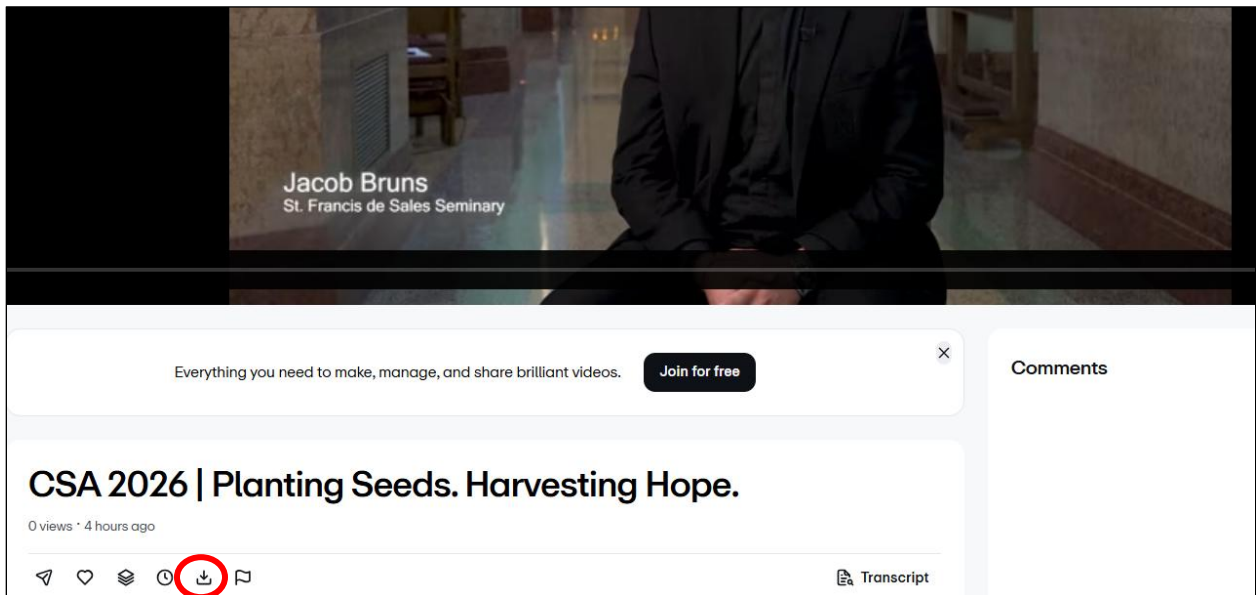 Jacob Bruns
St. Francis de Sales Seminary
Everything you need to make, manage, and share brilliant videos.
Join for free
Comments
CSA 2026 | Planting Seeds. Harvesting Hope.
0 views · 4 hours ago
Transcript